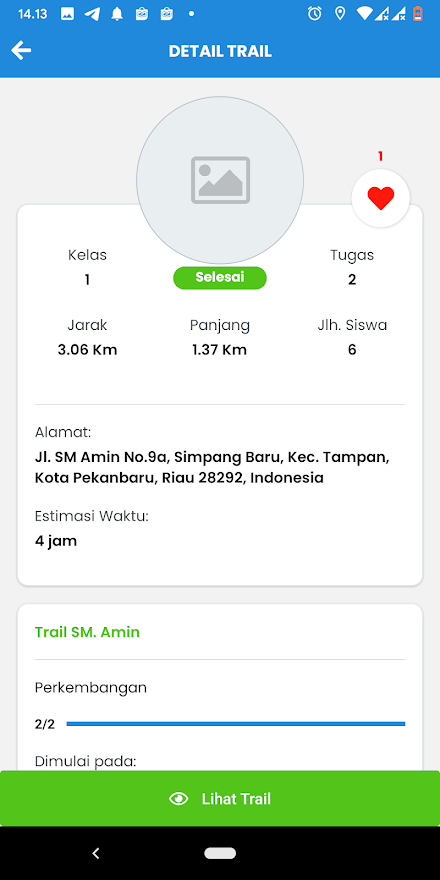 14.13
DETAIL TRAIL
1
Kelas
1
Selesai
Tugas
2
Jarak
3.06 Km
Panjang
1.37 Km
Jlh. Siswa
6
Alamat:
Jl. SM Amin No.9a, Simpang Baru, Kec. Tampan,
Kota Pekanbaru, Riau 28292, Indonesia
Estimasi Waktu:
4 jam
Trail SM. Amin
Perkembangan
2/2
Dimulai pada:
Lihat Trail